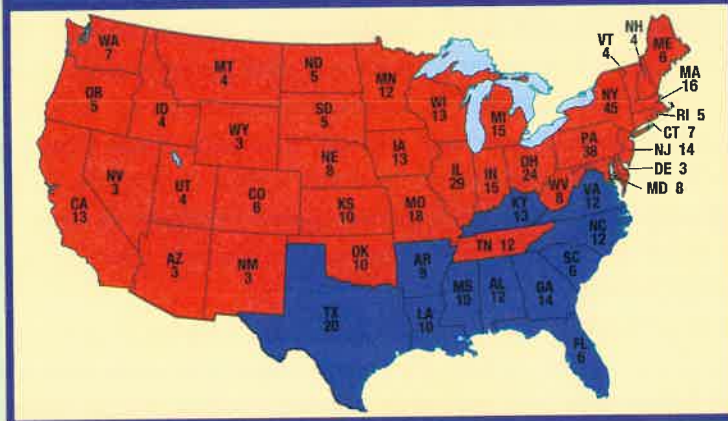 WA
7
OR
5
CA
13
NV
3
ID
4
MT
4
WY
3
UT
4
AZ
3
CO
6
NM
3
ND
5
SD
5
NE
8
KS
10
OK
10
TX
20
MN
12
IA
13
MO
18
AR
9
LA
10
WI
13
IL
29
MI
15
IN
15
OH
24
KY
13
TN 12
MS
10
AL
12
GA
14
FL
6
SC
6
NC
12
VA
12
WV
8
PA
38
NY
45
VT
4
NH
4
ME
6
MA
16
RI 5
CT 7
NJ 14
DE 3
MD 8